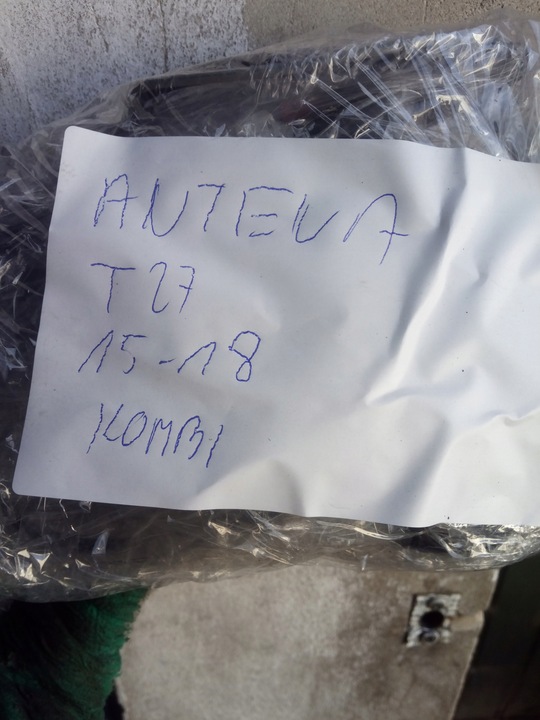 ANTENA
T27
15-18
KOMBI